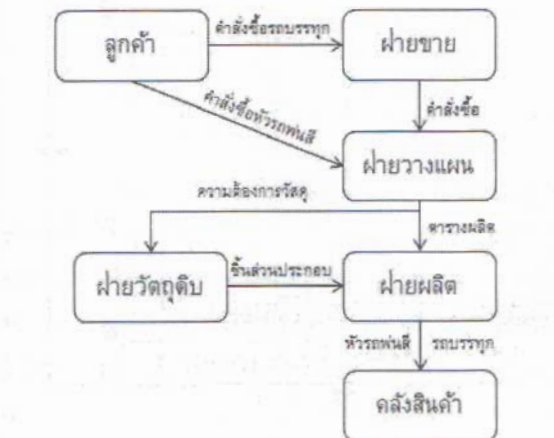 ลูกค้า
คำสั่งซื้อรถบรรทุก
ฝ่ายขาย
คำสั่งซื้อหัวรถพ่นสี
คำสั่งซื้อ
ฝ่ายวางแผน
ความต้องการวัสดุ
ตารางผลิต
ฝ่ายวัตถุดิบ
ชิ้นส่วนประกอบ
ฝ่ายผลิต
หัวรถพ่นสี รถบรรทุก
คลังสินค้า